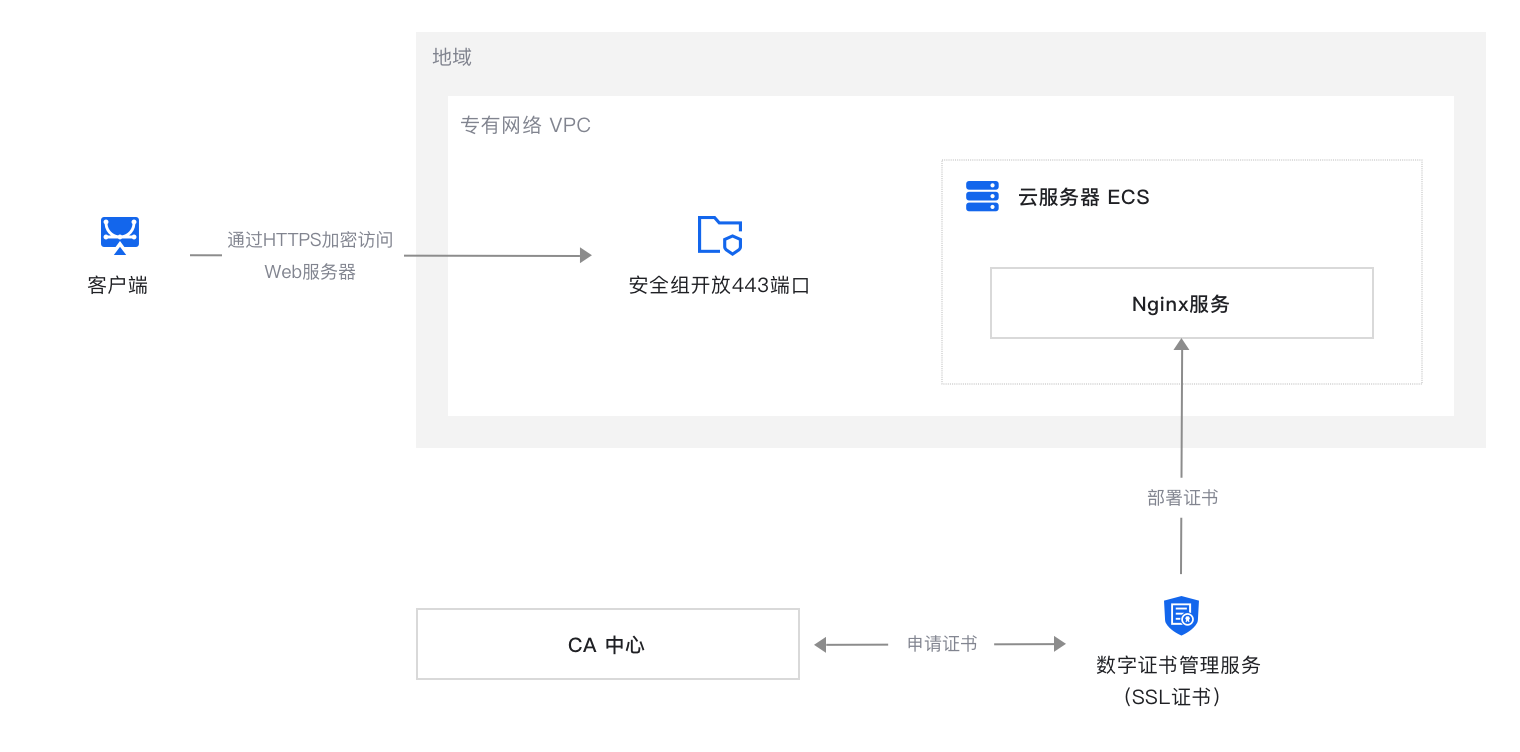 地域
专有网络 VPC
云服务器 ECS
通过HTTPS加密访问
Web服务器
客户端
安全组开放443端口
Nginx服务
部署证书
CA 中心
申请证书
数字证书管理服务
（SSL证书）